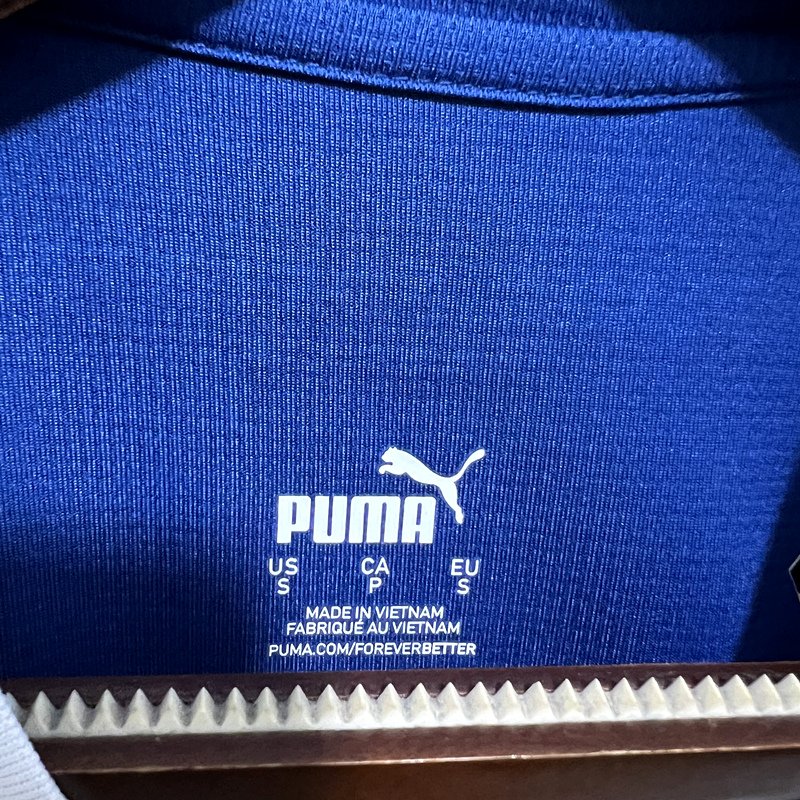 PUMA
US CA EU
S P S
MADE IN VIETNAM
FABRIQUÉ AU VIETNAM
PUMA.COM/FOREVERBETTER